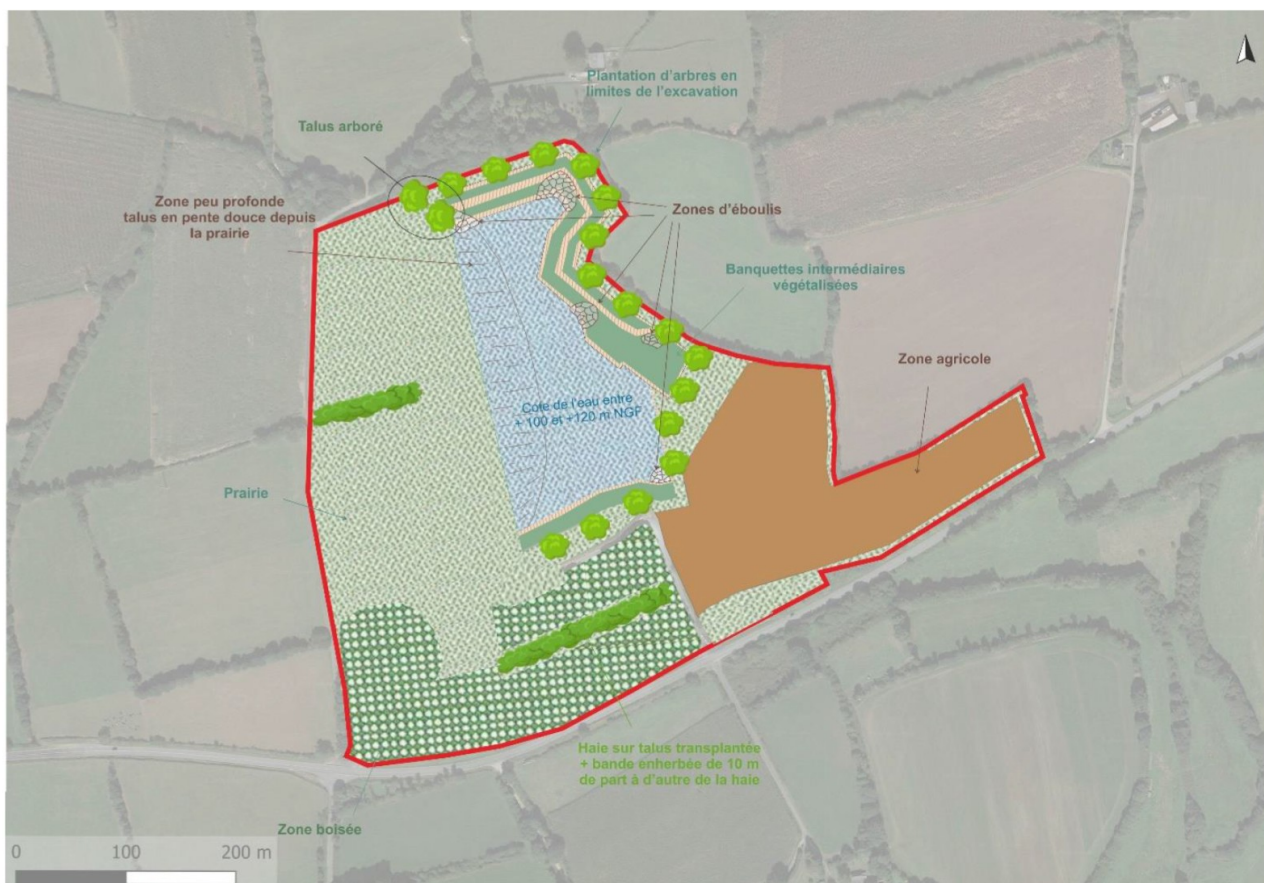 Plantation d'arbres en
limites de l'excavation
Talus arboré
Zone peu profonde
talus en pente douce depuis
la prairie
Zones d'éboulis
Banquettes intermédiaires
végétalisées
Zone agricole
Cote de l'eau entre
+ 100 et +120 m NGF
Prairie
Haie sur talus transplantée
+ bande enherbée de 10 m
de part à d'autre de la haie
Zone boisée
0 100 200 m